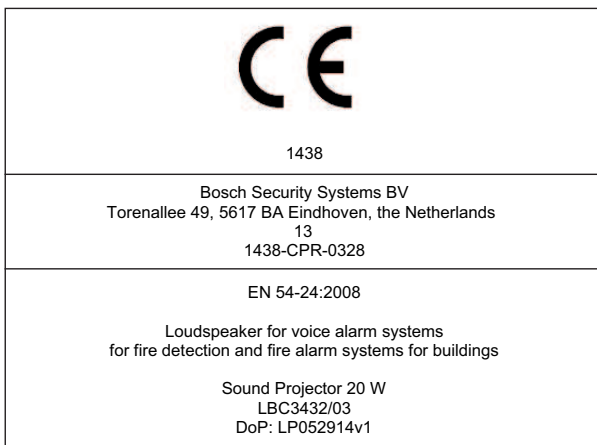 CE
1438
Bosch Security Systems BV
Torenallee 49, 5617 BA Eindhoven, the Netherlands
13
1438-CPR-0328
EN 54-24:2008
Loudspeaker for voice alarm systems
for fire detection and fire alarm systems for buildings
Sound Projector 20 W
LBC3432/03
DoP: LP052914v1